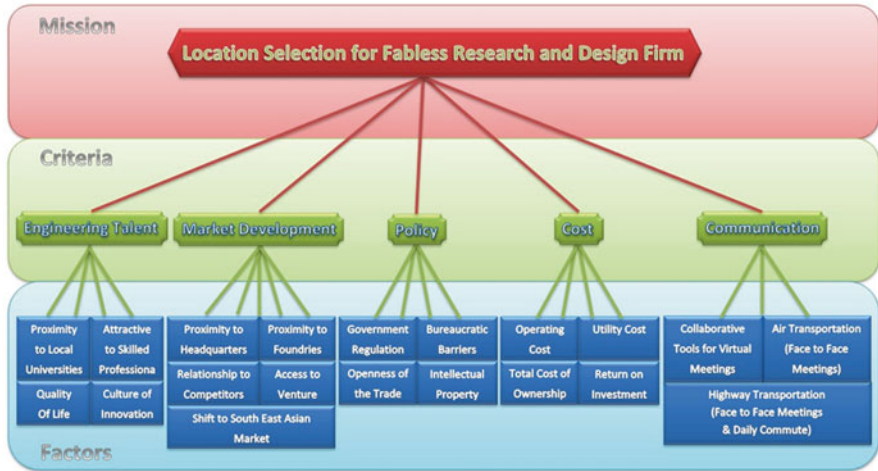 Mission
Location Selection for Fabless Research and Design Firm
Criteria
Engineering Talent
Market Development
Policy
Cost
Communication
Proximity
to Local
Universities
Attractive
to Skilled
Professiona
Quality
Of Life
Culture of
Innovation
Proximity to
Headquarters
Proximity to
Foundries
Relationship to
Competitors
Access to
Venture
Shift to South East Asian
Market
Government
Regulation
Bureaucratic
Barriers
Openness of
the Trade
Intellectual
Property
Operating
Cost
Utility Cost
Total Cost of
Ownership
Return on
Investment
Collaborative
Tools for Virtual
Meetings
Air Transportation
(Face to Face
Meetings)
Highway Transportation
(Face to Face Meetings
& Daily Commute)
Factors